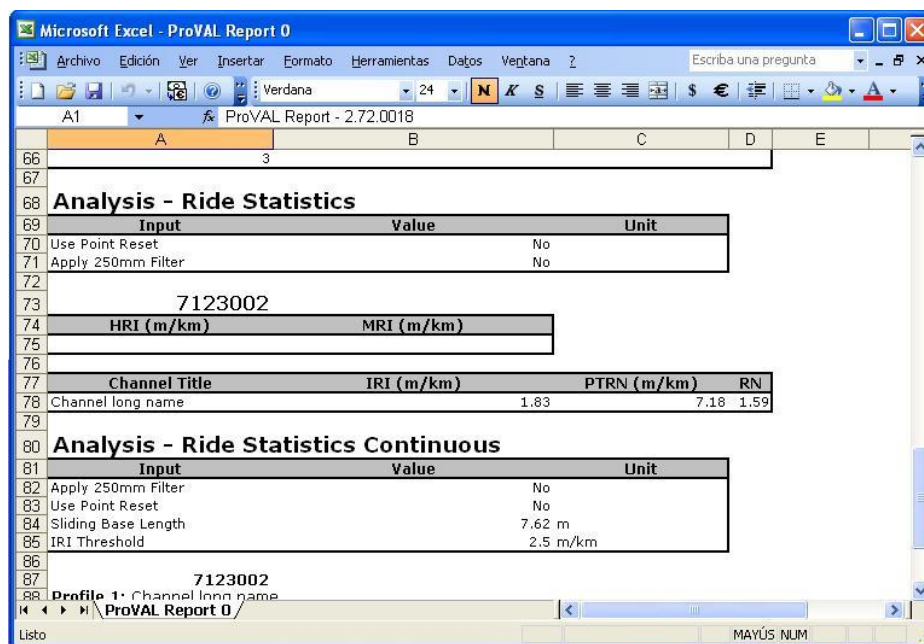 Microsoft Excel - ProVAL Report 0
Archivo Edición Ver Insertar Formato Herramientas Datos Ventana ? Escriba una pregunta
Verdana 24 N K S $ € A
A1 fx ProVAL Report - 2.72.0018
A B C D E
66 3
67
68 Analysis - Ride Statistics
69 Input Value Unit
70 Use Point Reset No
71 Apply 250mm Filter No
72
73 7123002
74 HRI (m/km) MRI (m/km)
75
76
77 Channel Title IRI (m/km) PTRN (m/km) RN
78 Channel long name 1.83 7.18 1.59
79
80 Analysis - Ride Statistics Continuous
81 Input Value Unit
82 Apply 250mm Filter No
83 Use Point Reset No
84 Sliding Base Length 7.62 m
85 IRI Threshold 2.5 m/km
86
87 7123002
88 Profile 1: Channel long name
ProVAL Report 0
Listo MAYÚS NUM